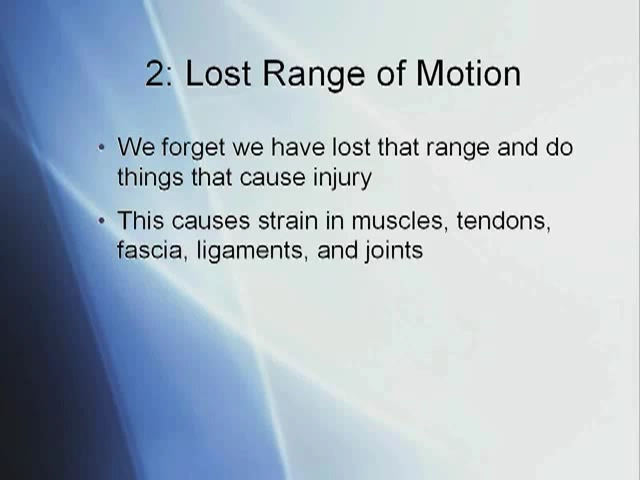 2: Lost Range of Motion
• We forget we have lost that range and do
things that cause injury
• This causes strain in muscles, tendons,
fascia, ligaments, and joints